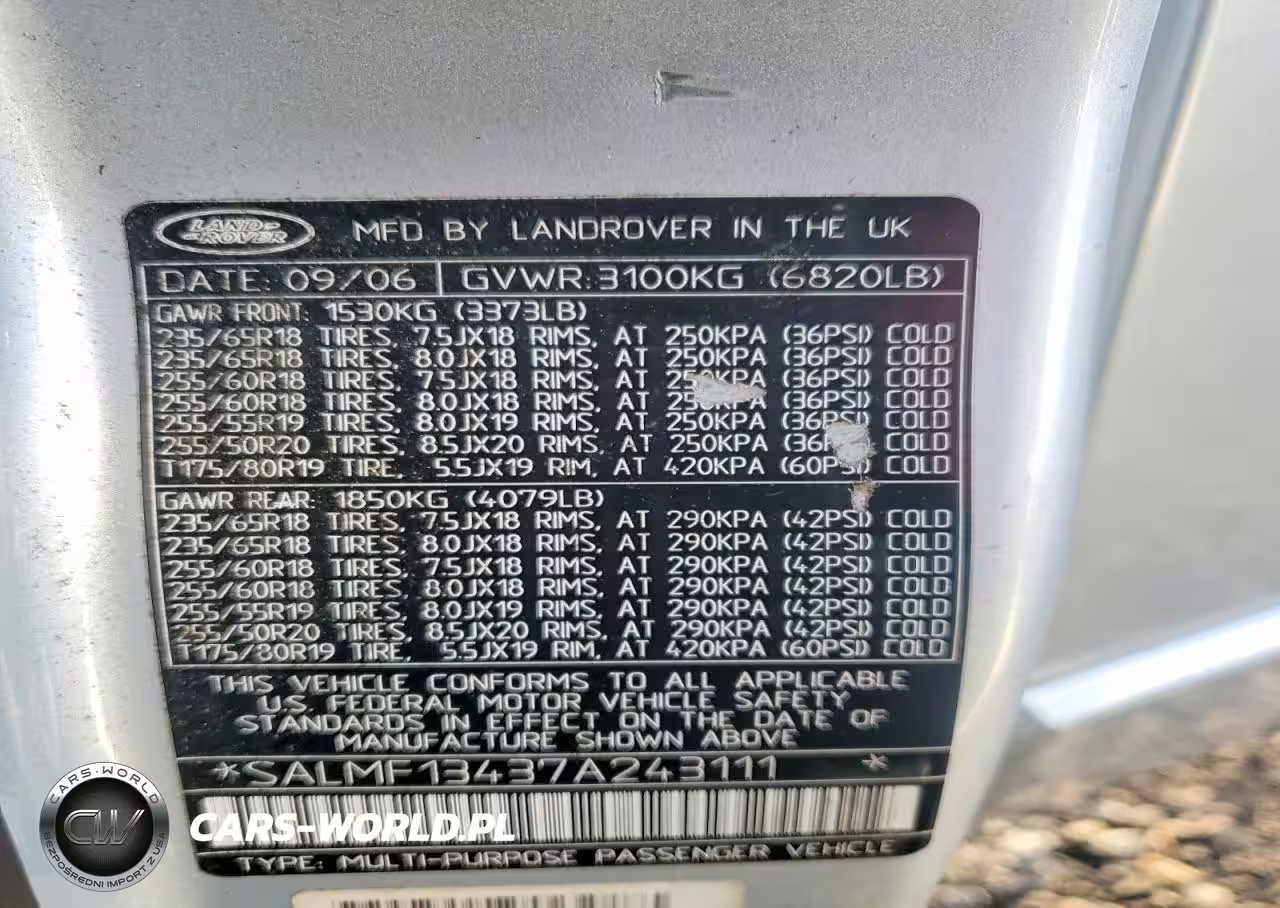 LAND-
-ROVER
MFD BY LANDROVER IN THE UK
DATE: 09/06 GVWR: 3100KG (6820LB)
GAWR FRONT: 1530KG (3373LB)
235/65R18 TIRES, 7.5JX18 RIMS, AT 250KPA (36PSI) COLD
235/65R18 TIRES, 8.0JX18 RIMS, AT 250KPA (36PSI) COLD
255/60R18 TIRES, 7.5JX18 RIMS, AT 250KPA (36PSI) COLD
255/60R18 TIRES, 8.0JX18 RIMS, AT 250KPA (36PSI) COLD
255/55R19 TIRES, 8.0JX19 RIMS, AT 250KPA (36PSI) COLD
255/50R20 TIRES, 8.5JX20 RIMS, AT 250KPA (36PSI) COLD
T175/80R19 TIRE, 5.5JX19 RIM, AT 420KPA (60PSI) COLD
GAWR REAR: 1850KG (4079LB)
235/65R18 TIRES, 7.5JX18 RIMS, AT 290KPA (42PSI) COLD
235/65R18 TIRES, 8.0JX18 RIMS, AT 290KPA (42PSI) COLD
255/60R18 TIRES, 7.5JX18 RIMS, AT 290KPA (42PSI) COLD
255/60R18 TIRES, 8.0JX18 RIMS, AT 290KPA (42PSI) COLD
255/55R19 TIRES, 8.0JX19 RIMS, AT 290KPA (42PSI) COLD
255/50R20 TIRES, 8.5JX20 RIMS, AT 290KPA (42PSI) COLD
T175/80R19 TIRE, 5.5JX19 RIM, AT 420KPA (60PSI) COLD
THIS VEHICLE CONFORMS TO ALL APPLICABLE
U.S. FEDERAL MOTOR VEHICLE SAFETY
STANDARDS IN EFFECT ON THE DATE OF
MANUFACTURE SHOWN ABOVE
*SALMF13437A243111 *
TYPE: MULTI-PURPOSE PASSENGER VEHICLE
CARS-WORLD
CW
BEZPOŚREDNI IMPORT Z USA
CARS-WORLD.PL